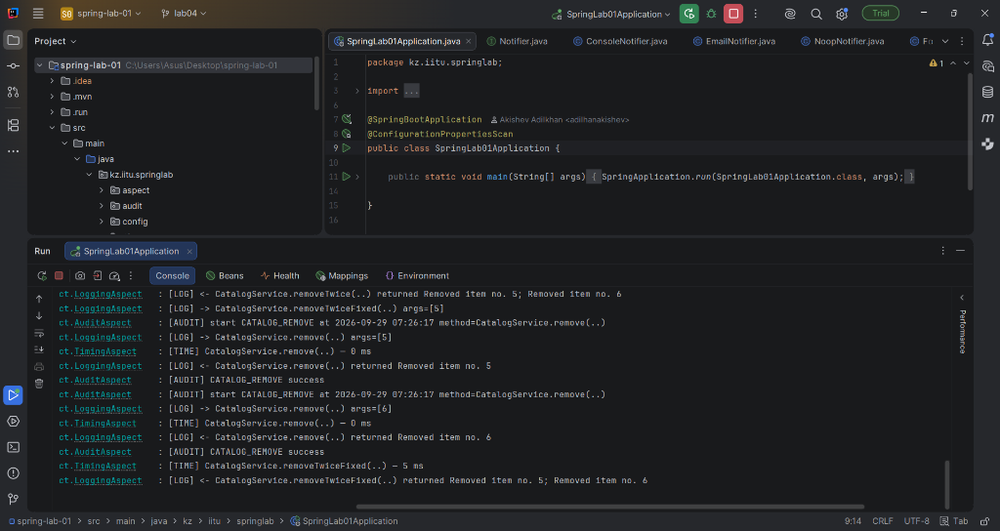 SØ spring-lab-01 lab04 SpringLab01Application Trial
Project
spring-lab-01 C:\Users\Asus\Desktop\spring-lab-01
.idea
.mvn
.run
src
main
java
kz.iitu.springlab
aspect
audit
config
SpringLab01Application.java Notifier.java ConsoleNotifier.java EmailNotifier.java NoopNotifier.java
1 package kz.iitu.springlab;
2
3 import ...
6
7 @SpringBootApplication Akishev Adilkhan <adilhanakishev>
8 @ConfigurationPropertiesScan
9 public class SpringLab01Application {
10
11 public static void main(String[] args) { SpringApplication.run(SpringLab01Application.class, args); }
14
15 }
16
1
Run SpringLab01Application
Console Beans Health Mappings Environment
ct.LoggingAspect : [LOG] <- CatalogService.removeTwice(..) returned Removed item no. 5; Removed item no. 6
ct.LoggingAspect : [LOG] -> CatalogService.removeTwiceFixed(..) args=[5]
ct.AuditAspect : [AUDIT] start CATALOG_REMOVE at 2026-09-29 07:26:17 method=CatalogService.remove(..)
ct.LoggingAspect : [LOG] -> CatalogService.remove(..) args=[5]
ct.TimingAspect : [TIME] CatalogService.remove(..) — 0 ms
ct.LoggingAspect : [LOG] <- CatalogService.remove(..) returned Removed item no. 5
ct.AuditAspect : [AUDIT] CATALOG_REMOVE success
ct.AuditAspect : [AUDIT] start CATALOG_REMOVE at 2026-09-29 07:26:17 method=CatalogService.remove(..)
ct.LoggingAspect : [LOG] -> CatalogService.remove(..) args=[6]
ct.TimingAspect : [TIME] CatalogService.remove(..) — 0 ms
ct.LoggingAspect : [LOG] <- CatalogService.remove(..) returned Removed item no. 6
ct.AuditAspect : [AUDIT] CATALOG_REMOVE success
ct.TimingAspect : [TIME] CatalogService.removeTwiceFixed(..) — 5 ms
ct.LoggingAspect : [LOG] <- CatalogService.removeTwiceFixed(..) returned Removed item no. 5; Removed item no. 6
Performance
spring-lab-01 > src > main > java > kz > iitu > springlab > SpringLab01Application 9:14 CRLF UTF-8 Tab